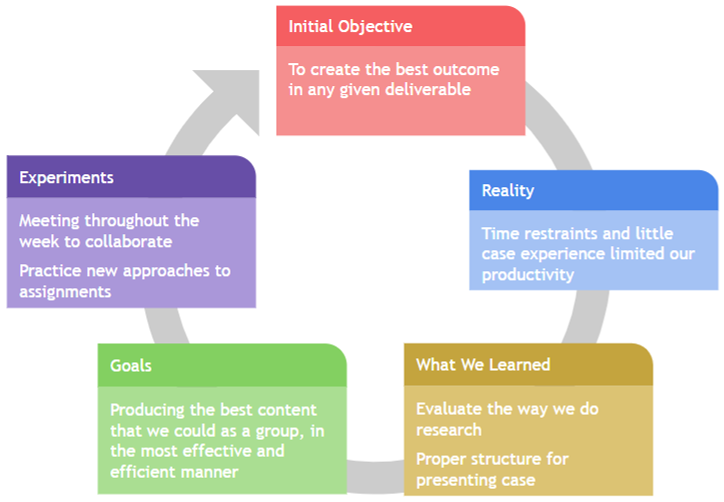 Initial Objective
To create the best outcome
in any given deliverable
Reality
Time restraints and little
case experience limited our
productivity
What We Learned
Evaluate the way we do
research
Proper structure for
presenting case
Goals
Producing the best content
that we could as a group, in
the most effective and
efficient manner
Experiments
Meeting throughout the
week to collaborate
Practice new approaches to
assignments